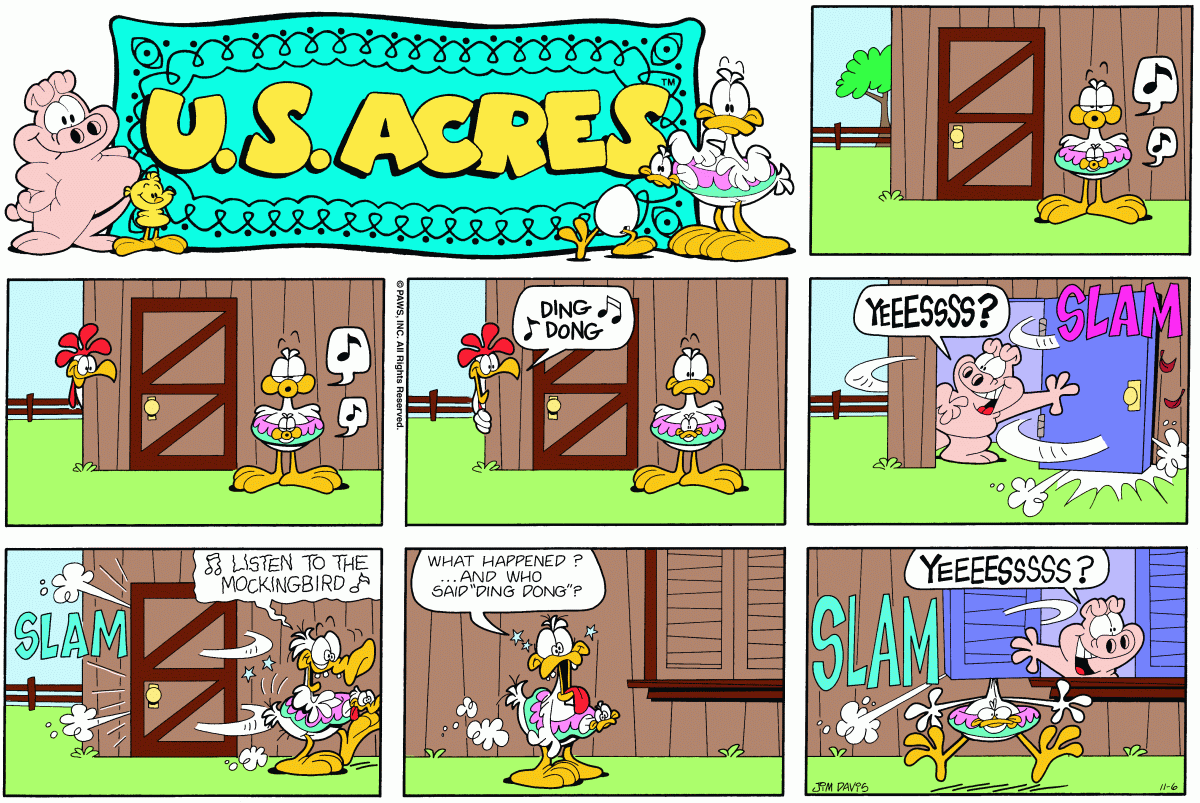 U.S. ACRES
TM
© PAWS, INC. All Rights Reserved.
DING
DONG
YEEESSSS?
SLAM
SLAM
LISTEN TO THE
MOCKINGBIRD
WHAT HAPPENED?
...AND WHO
SAID "DING DONG"?
SLAM
YEEEESSSSS?
JIM DAVIS
11-6